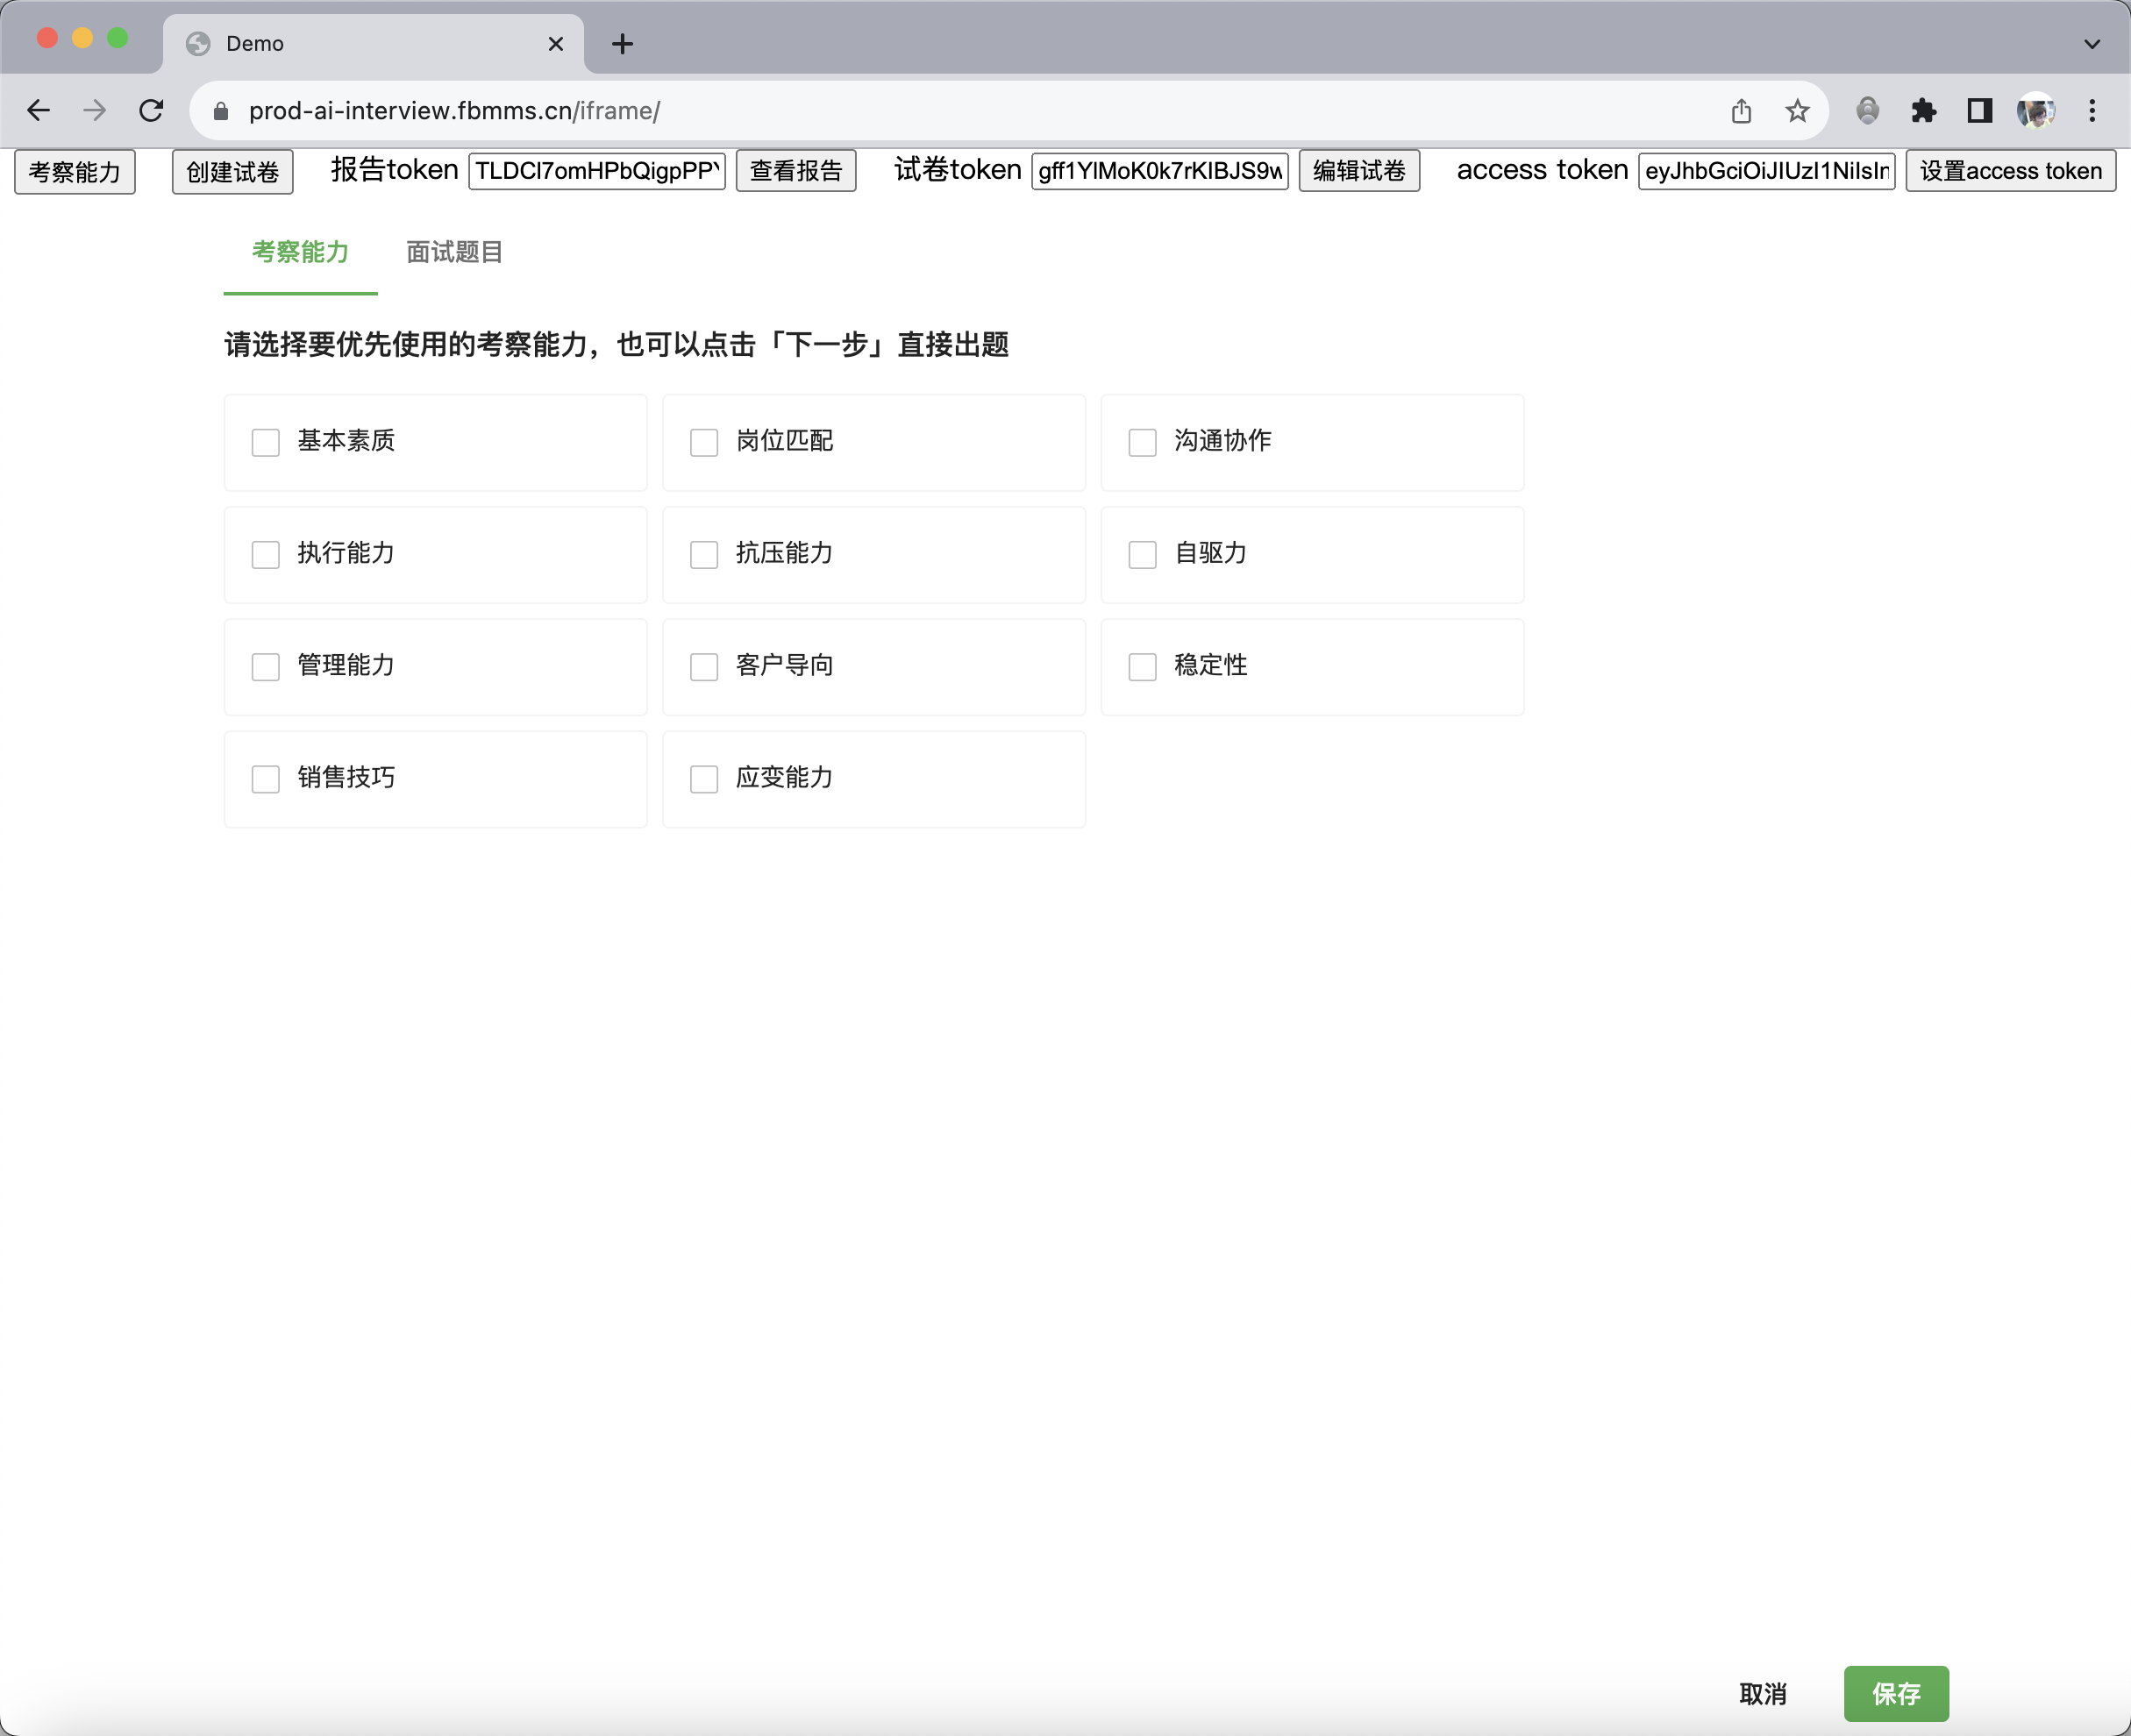 Demo
prod-ai-interview.fbmms.cn/iframe/
考察能力 创建试卷 报告token TLDCl7omHPbQigpPPY 查看报告 试卷token gff1YlMoK0k7rKIBJS9w 编辑试卷 access token eyJhbGciOiJIUzI1NiIsIn 设置access token
考察能力 面试题目
请选择要优先使用的考察能力，也可以点击「下一步」直接出题
基本素质 岗位匹配 沟通协作
执行能力 抗压能力 自驱力
管理能力 客户导向 稳定性
销售技巧 应变能力
取消 保存